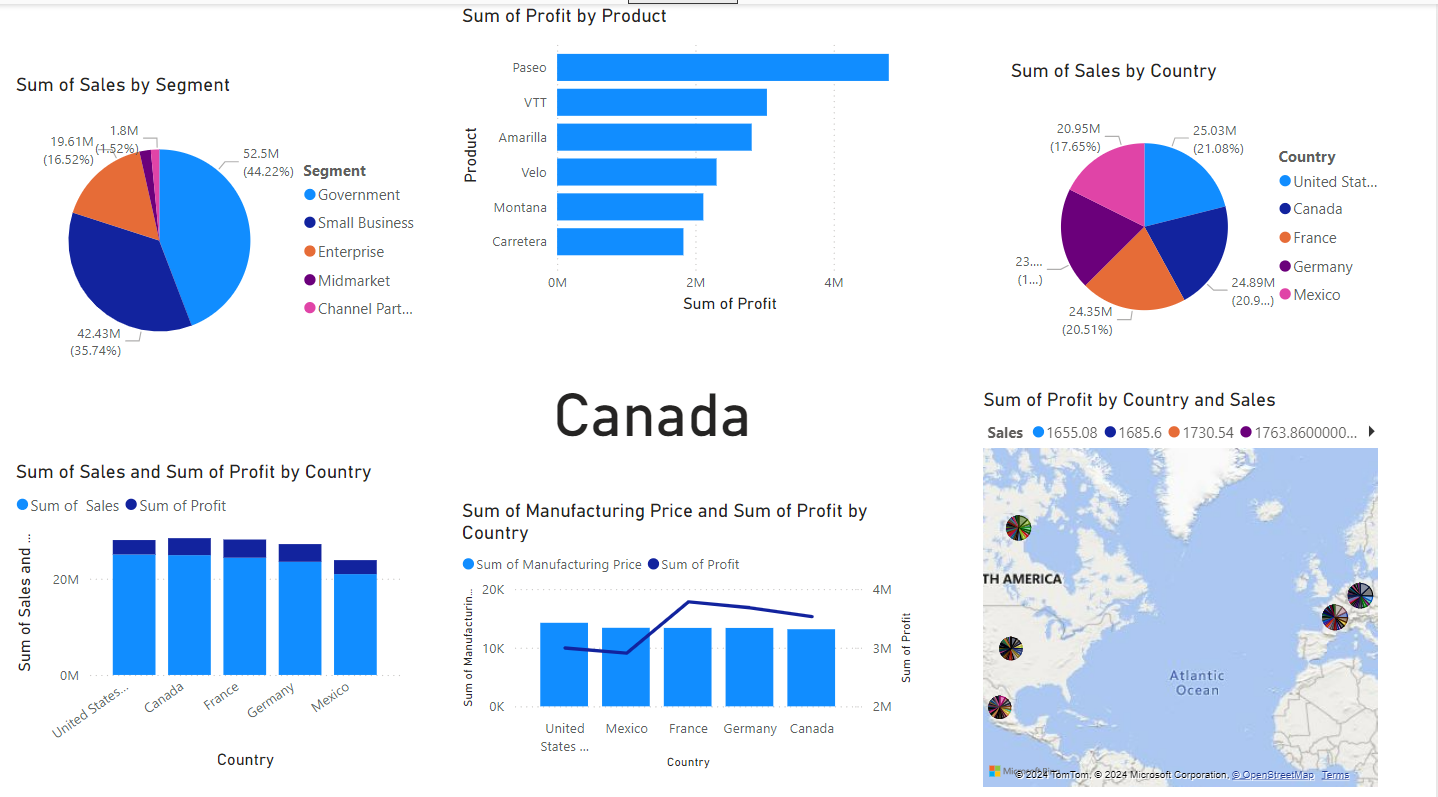 Sum of Sales by Segment
1.8M
(1.52%)
19.61M
(16.52%)
52.5M
(44.22%)
42.43M
(35.74%)
Segment
Government
Small Business
Enterprise
Midmarket
Channel Part...
Sum of Profit by Product
Product
Paseo
VTT
Amarilla
Velo
Montana
Carretera
0M
2M
4M
Sum of Profit
Sum of Sales by Country
20.95M
(17.65%)
25.03M
(21.08%)
23....
(1...)
24.89M
(20.9...)
24.35M
(20.51%)
Country
United Stat...
Canada
France
Germany
Mexico
Canada
Sum of Sales and Sum of Profit by Country
Sum of Sales
Sum of Profit
Sum of Sales and ...
20M
0M
United States...
Canada
France
Germany
Mexico
Country
Sum of Manufacturing Price and Sum of Profit by
Country
Sum of Manufacturing Price
Sum of Profit
Sum of Manufacturin...
20K
10K
0K
4M
3M
2M
Sum of Profit
United
States ...
Mexico
France
Germany
Canada
Country
Sum of Profit by Country and Sales
Sales
1655.08
1685.6
1730.54
1763.8600000...
TH AMERICA
Atlantic
Ocean
© 2024 TomTom, © 2024 Microsoft Corporation, © OpenStreetMap Terms